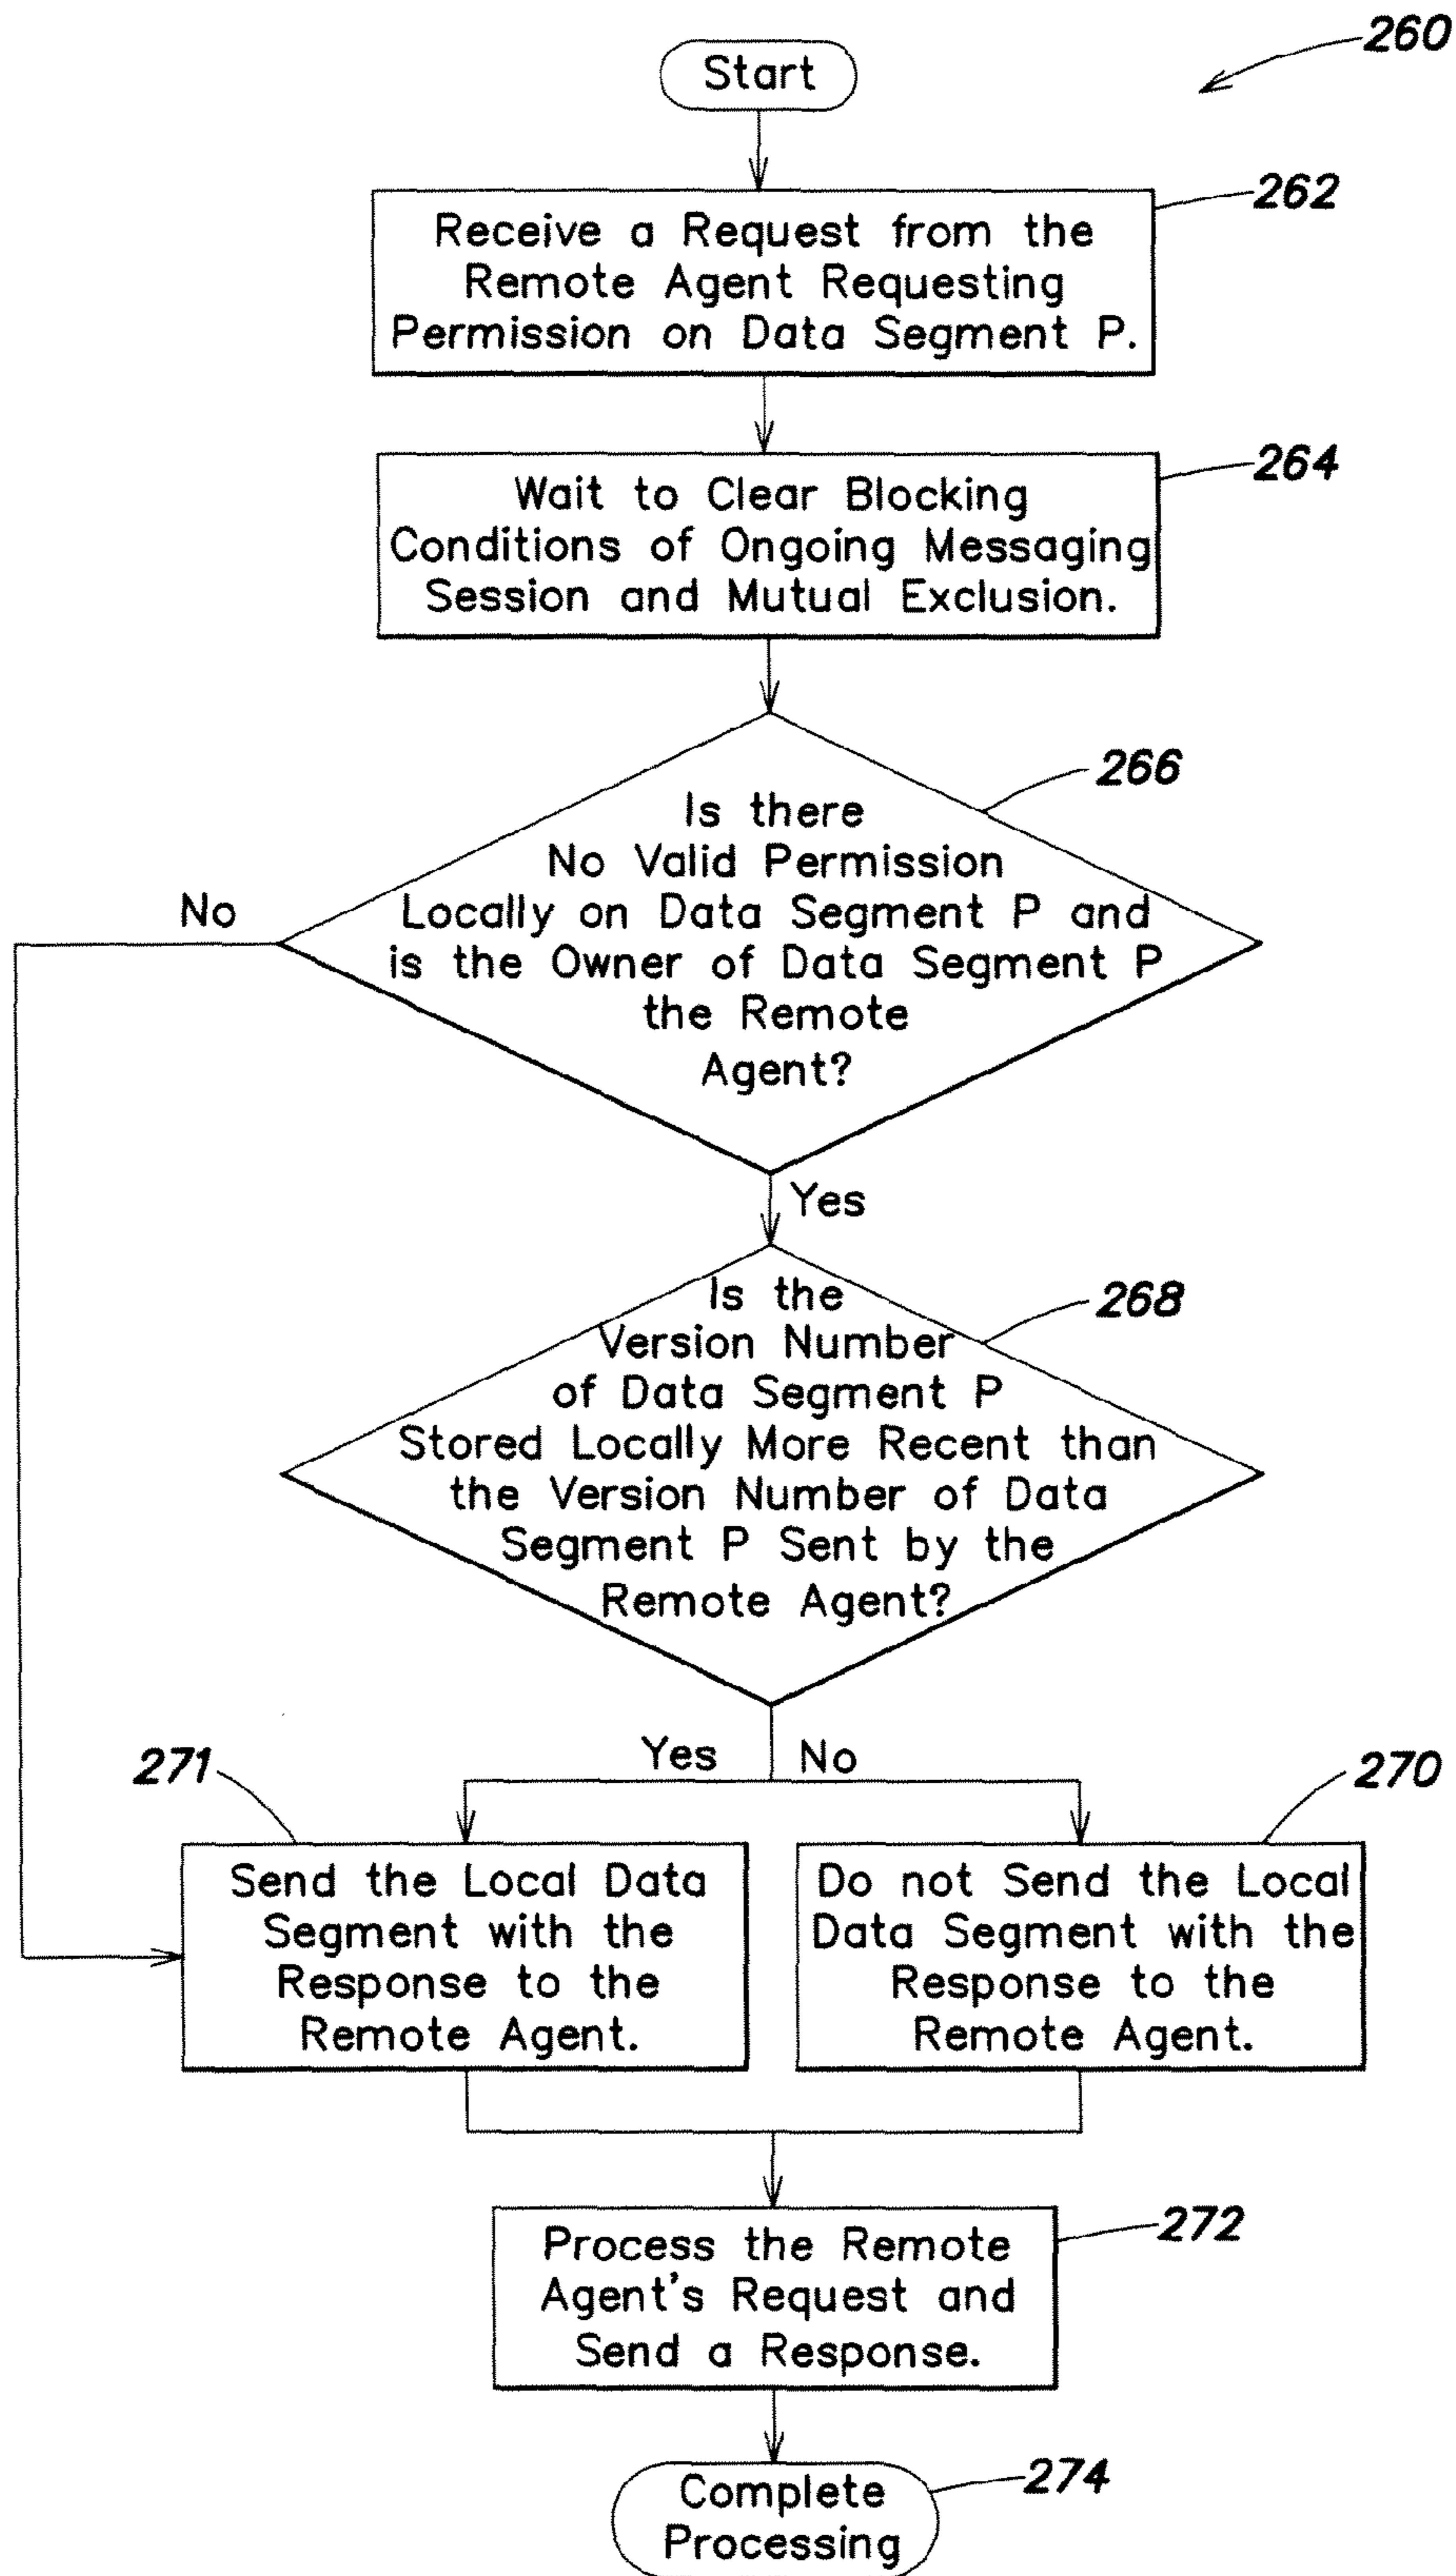 260
Start
262
Receive a Request from the
Remote Agent Requesting
Permission on Data Segment P.
264
Wait to Clear Blocking
Conditions of Ongoing Messaging
Session and Mutual Exclusion.
266
Is there
No Valid Permission
Locally on Data Segment P and
is the Owner of Data Segment P
the Remote
Agent?
No
Yes
268
Is the
Version Number
of Data Segment P
Stored Locally More Recent than
the Version Number of Data
Segment P Sent by the
Remote Agent?
Yes
No
271
Send the Local Data
Segment with the
Response to the
Remote Agent.
270
Do not Send the Local
Data Segment with the
Response to the
Remote Agent.
272
Process the Remote
Agent's Request and
Send a Response.
274
Complete
Processing